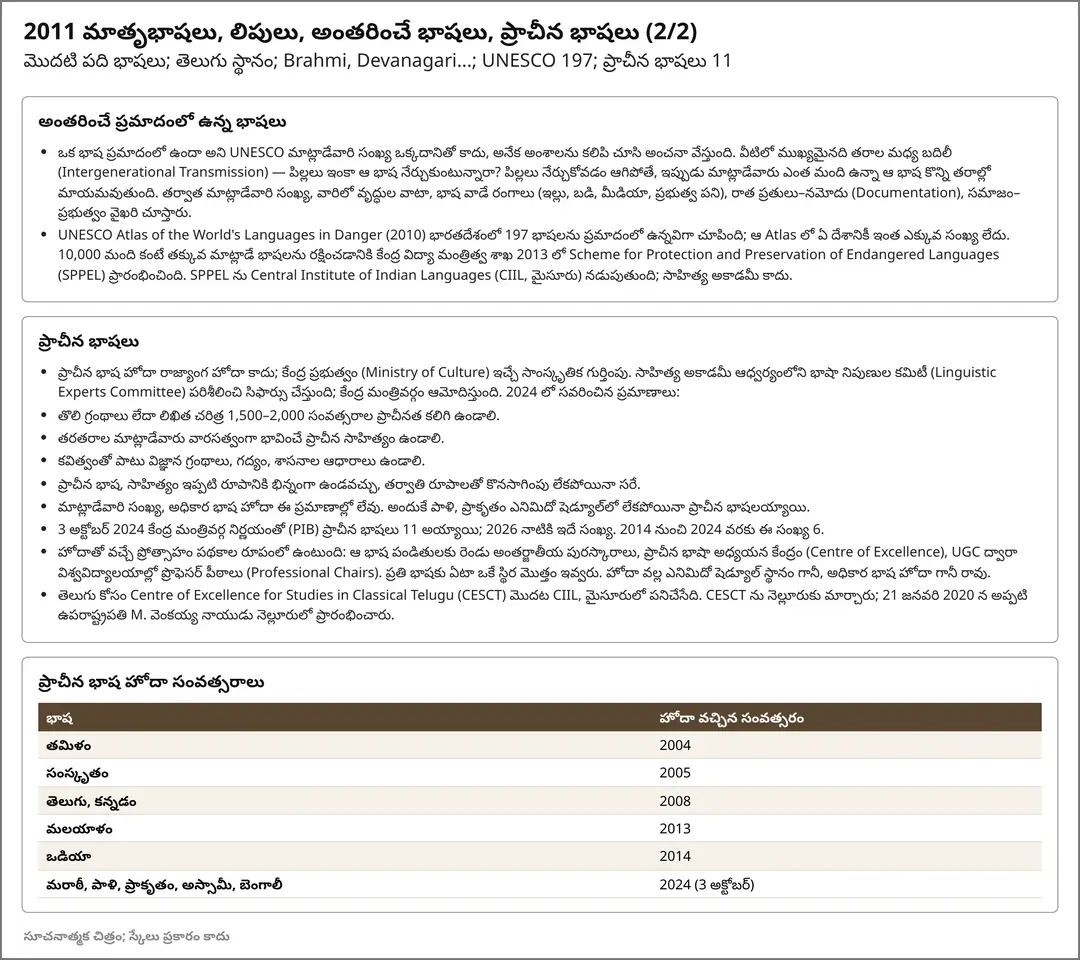 2011 మాతృభాషలు, లిపులు, అంతరించే భాషలు, ప్రాచీన భాషలు (2/2)
మొదటి పది భాషలు; తెలుగు స్థానం; Brahmi, Devanagari...; UNESCO 197; ప్రాచీన భాషలు 11
అంతరించే ప్రమాదంలో ఉన్న భాషలు
• ఒక భాష ప్రమాదంలో ఉందా అని UNESCO మాట్లాడేవారి సంఖ్య ఒక్కదానితో కాదు, అనేక అంశాలను కలిపి చూసి అంచనా వేస్తుంది. వీటిలో ముఖ్యమైనది తరాల మధ్య బదిలీ
(Intergenerational Transmission) — పిల్లలు ఇంకా ఆ భాష నేర్చుకుంటున్నారా? పిల్లలు నేర్చుకోవడం ఆగిపోతే, ఇప్పుడు మాట్లాడేవారు ఎంత మంది ఉన్నా ఆ భాష కొన్ని తరాల్లో
మాయమవుతుంది. తర్వాత మాట్లాడేవారి సంఖ్య, వారిలో వృద్ధుల వాటా, భాష వాడే రంగాలు (ఇల్లు, బడి, మీడియా, ప్రభుత్వ పని), రాత ప్రతులు–నమోదు (Documentation), సమాజం–
ప్రభుత్వం వైఖరి చూస్తారు.
• UNESCO Atlas of the World's Languages in Danger (2010) భారతదేశంలో 197 భాషలను ప్రమాదంలో ఉన్నవిగా చూపింది; ఆ Atlas లో ఏ దేశానికీ ఇంత ఎక్కువ సంఖ్య లేదు.
10,000 మంది కంటే తక్కువ మాట్లాడే భాషలను రక్షించడానికి కేంద్ర విద్యా మంత్రిత్వ శాఖ 2013 లో Scheme for Protection and Preservation of Endangered Languages
(SPPEL) ప్రారంభించింది. SPPEL ను Central Institute of Indian Languages (CIIL, మైసూరు) నడుపుతుంది; సాహిత్య అకాడమీ కాదు.
ప్రాచీన భాషలు
• ప్రాచీన భాష హోదా రాజ్యాంగ హోదా కాదు; కేంద్ర ప్రభుత్వం (Ministry of Culture) ఇచ్చే సాంస్కృతిక గుర్తింపు. సాహిత్య అకాడమీ ఆధ్వర్యంలోని భాషా నిపుణుల కమిటీ (Linguistic
Experts Committee) పరిశీలించి సిఫార్సు చేస్తుంది; కేంద్ర మంత్రివర్గం ఆమోదిస్తుంది. 2024 లో సవరించిన ప్రమాణాలు:
• తొలి గ్రంథాలు లేదా లిఖిత చరిత్ర 1,500–2,000 సంవత్సరాల ప్రాచీనత కలిగి ఉండాలి.
• తరతరాల మాట్లాడేవారు వారసత్వంగా భావించే ప్రాచీన సాహిత్యం ఉండాలి.
• కవిత్వంతో పాటు విజ్ఞాన గ్రంథాలు, గద్యం, శాసనాల ఆధారాలు ఉండాలి.
• ప్రాచీన భాష, సాహిత్యం ఇప్పటి రూపానికి భిన్నంగా ఉండవచ్చు, తర్వాతి రూపాలతో కొనసాగింపు లేకపోయినా సరే.
• మాట్లాడేవారి సంఖ్య, అధికార భాష హోదా ఈ ప్రమాణాల్లో లేవు. అందుకే పాళి, ప్రాకృతం ఎనిమిదో షెడ్యూల్‌లో లేకపోయినా ప్రాచీన భాషలయ్యాయి.
• 3 అక్టోబర్ 2024 కేంద్ర మంత్రివర్గ నిర్ణయంతో (PIB) ప్రాచీన భాషలు 11 అయ్యాయి; 2026 నాటికి ఇదే సంఖ్య. 2014 నుంచి 2024 వరకు ఈ సంఖ్య 6.
• హోదాతో వచ్చే ప్రోత్సాహం పథకాల రూపంలో ఉంటుంది: ఆ భాష పండితులకు రెండు అంతర్జాతీయ పురస్కారాలు, ప్రాచీన భాషా అధ్యయన కేంద్రం (Centre of Excellence), UGC ద్వారా
విశ్వవిద్యాలయాల్లో ప్రొఫెసర్ పీఠాలు (Professional Chairs). ప్రతి భాషకు ఏటా ఒకే స్థిర మొత్తం ఇవ్వరు. హోదా వల్ల ఎనిమిదో షెడ్యూల్ స్థానం గానీ, అధికార భాష హోదా గానీ రావు.
• తెలుగు కోసం Centre of Excellence for Studies in Classical Telugu (CESCT) మొదట CIIL, మైసూరులో పనిచేసేది. CESCT ను నెల్లూరుకు మార్చారు; 21 జనవరి 2020 న అప్పటి
ఉపరాష్ట్రపతి M. వెంకయ్య నాయుడు నెల్లూరులో ప్రారంభించారు.
ప్రాచీన భాష హోదా సంవత్సరాలు
భాష హోదా వచ్చిన సంవత్సరం
తమిళం 2004
సంస్కృతం 2005
తెలుగు, కన్నడం 2008
మలయాళం 2013
ఒడియా 2014
మరాఠీ, పాళి, ప్రాకృతం, అస్సామీ, బెంగాలీ 2024 (3 అక్టోబర్)
సూచనాత్మక చిత్రం; స్కేలు ప్రకారం కాదు